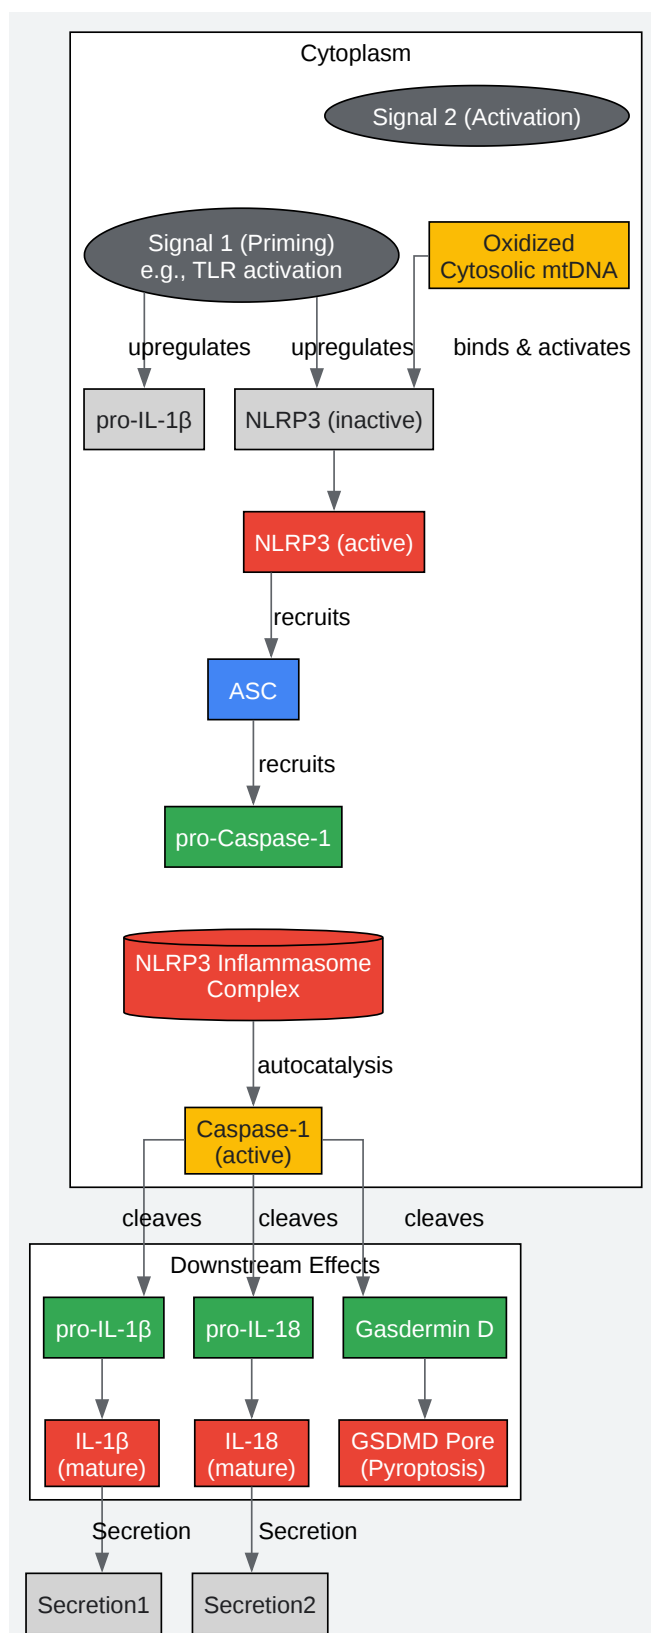 Cytoplasm
Signal 2 (Activation)
Signal 1 (Priming)
e.g., TLR activation
Oxidized
Cytosolic mtDNA
upregulates
upregulates
binds & activates
pro-IL-1β
NLRP3 (inactive)
NLRP3 (active)
recruits
ASC
recruits
pro-Caspase-1
NLRP3 Inflammasome
Complex
autocatalysis
Caspase-1
(active)
cleaves
cleaves
cleaves
Downstream Effects
pro-IL-1β
pro-IL-18
Gasdermin D
IL-1β
(mature)
IL-18
(mature)
GSDMD Pore
(Pyroptosis)
Secretion
Secretion
Secretion1
Secretion2